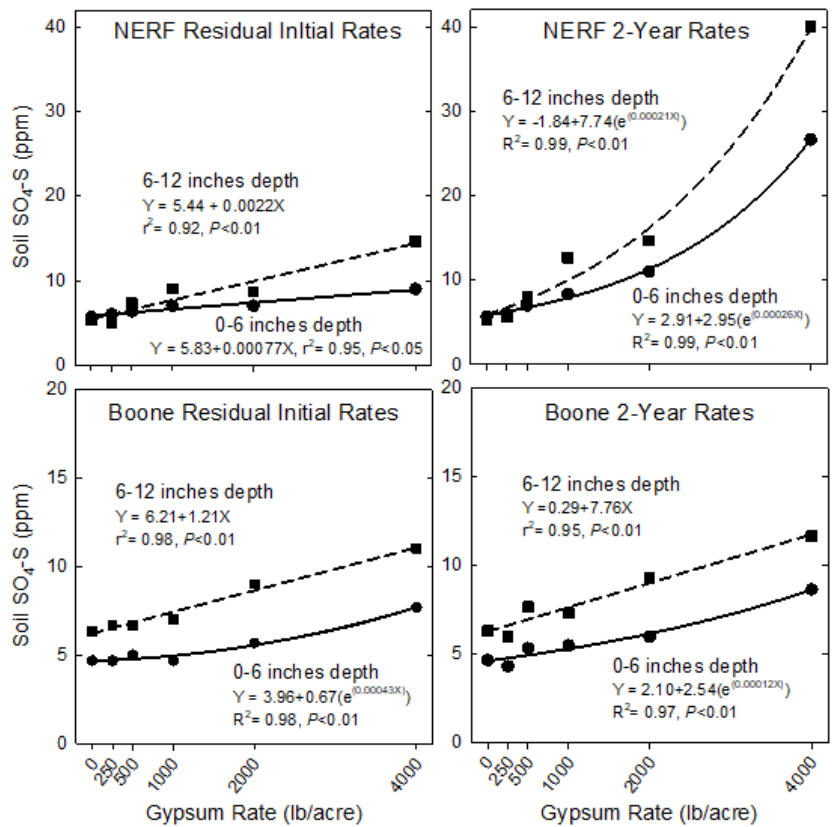 NERF Residual InItial Rates
6-12 inches depth
Y = 5.44 + 0.0022X
r²= 0.92, P<0.01
0-6 inches depth
Y = 5.83+0.00077X, r²= 0.95, P<0.05
Soil SO₄-S (ppm)
40
30
20
10
0
NERF 2-Year Rates
6-12 inches depth
Y = -1.84+7.74(e^(0.00021X))
R²= 0.99, P<0.01
0-6 inches depth
Y = 2.91+2.95(e^(0.00026X))
R²= 0.99, P<0.01
40
30
20
10
0
Boone Residual Initial Rates
6-12 inches depth
Y = 6.21+1.21X
r²= 0.98, P<0.01
0-6 inches depth
Y = 3.96+0.67(e^(0.00043X))
R²= 0.98, P<0.01
Soil SO₄-S (ppm)
20
15
10
5
0
0
250
500
1000
2000
4000
Gypsum Rate (lb/acre)
Boone 2-Year Rates
6-12 inches depth
Y = 0.29+7.76X
r²= 0.95, P<0.01
0-6 inches depth
Y = 2.10+2.54(e^(0.00012X))
R²= 0.97, P<0.01
20
15
10
5
0
0
250
500
1000
2000
4000
Gypsum Rate (lb/acre)